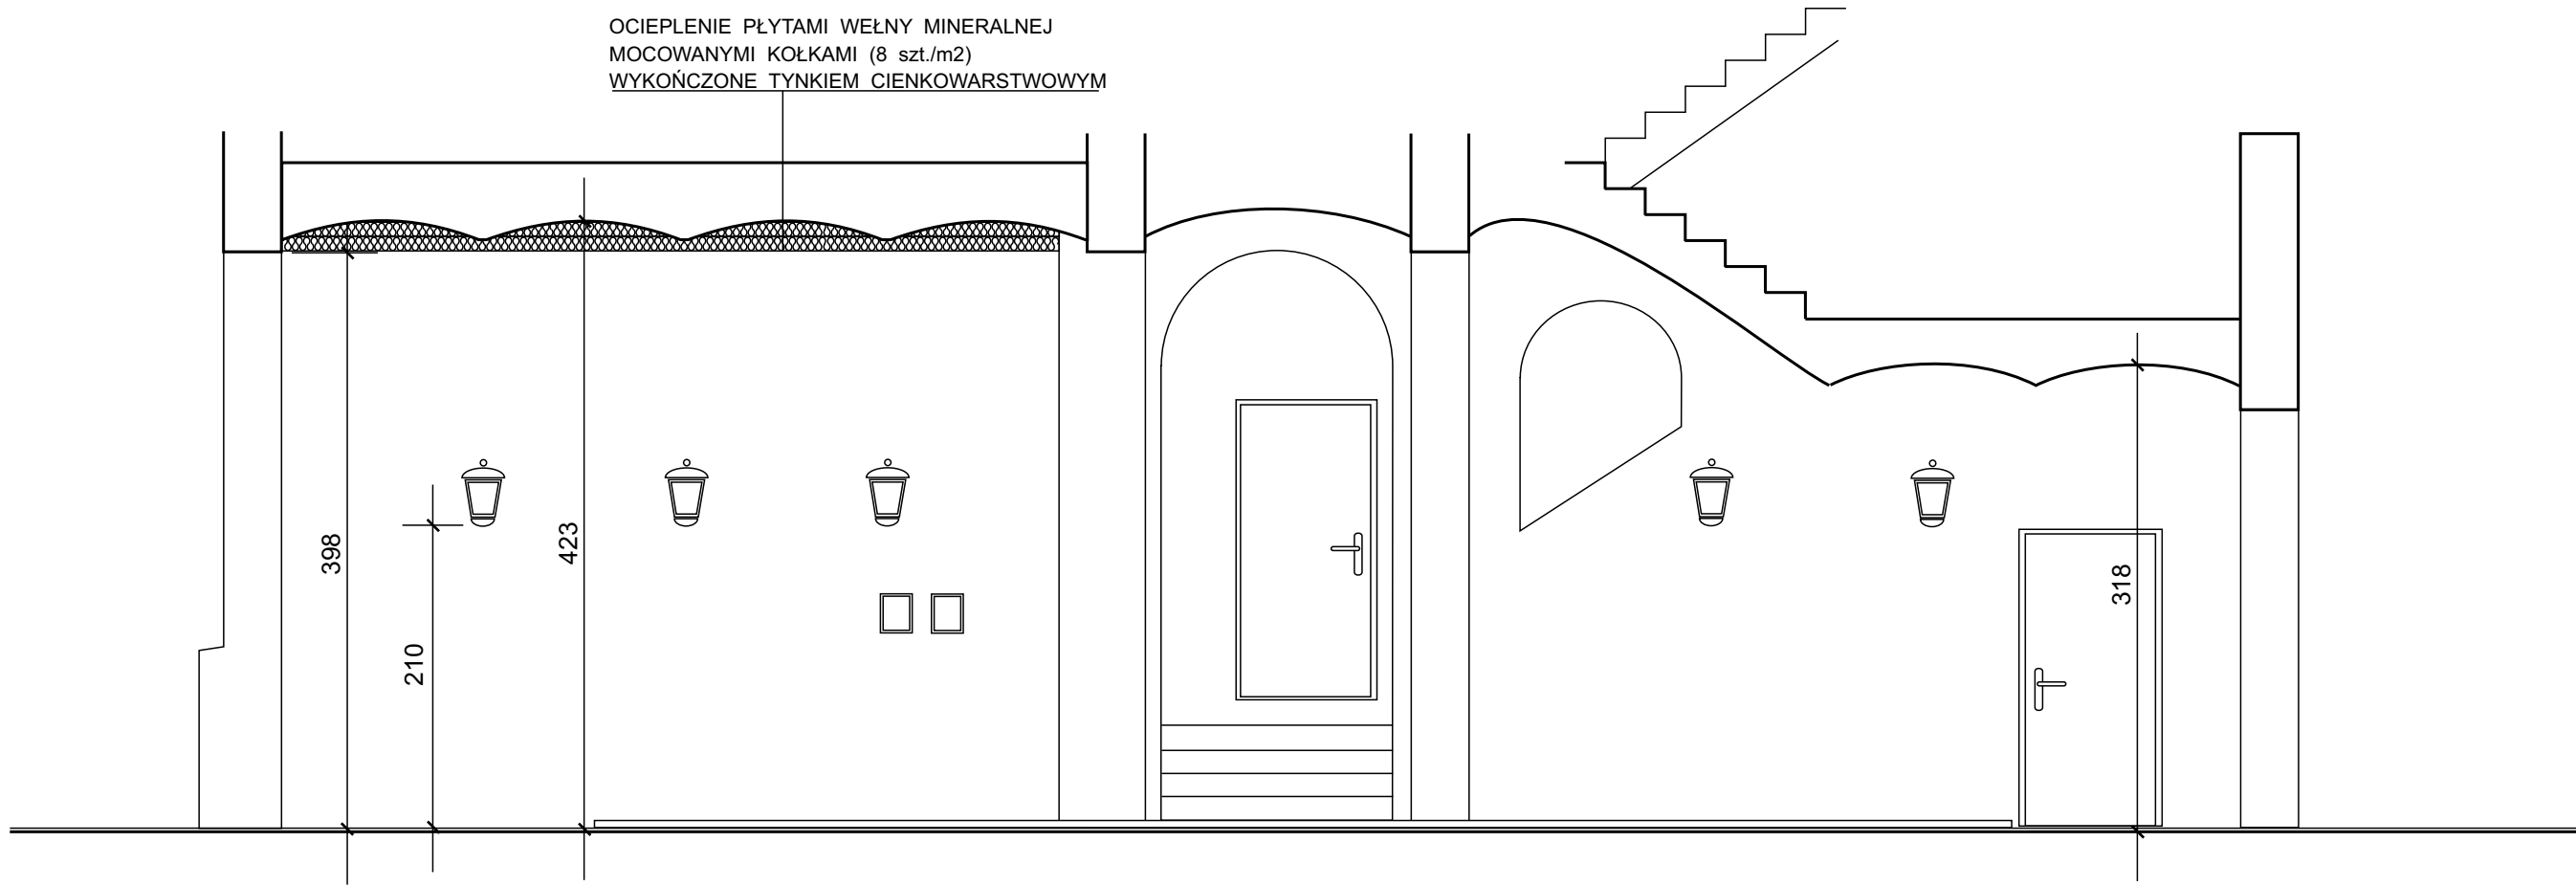 OCIEPLENIE PŁYTAMI WEŁNY MINERALNEJ
MOCOWANYMI KOŁKAMI (8 szt./m2)
WYKOŃCZONE TYNKIEM CIENKOWARSTWOWYM
398
210
423
318